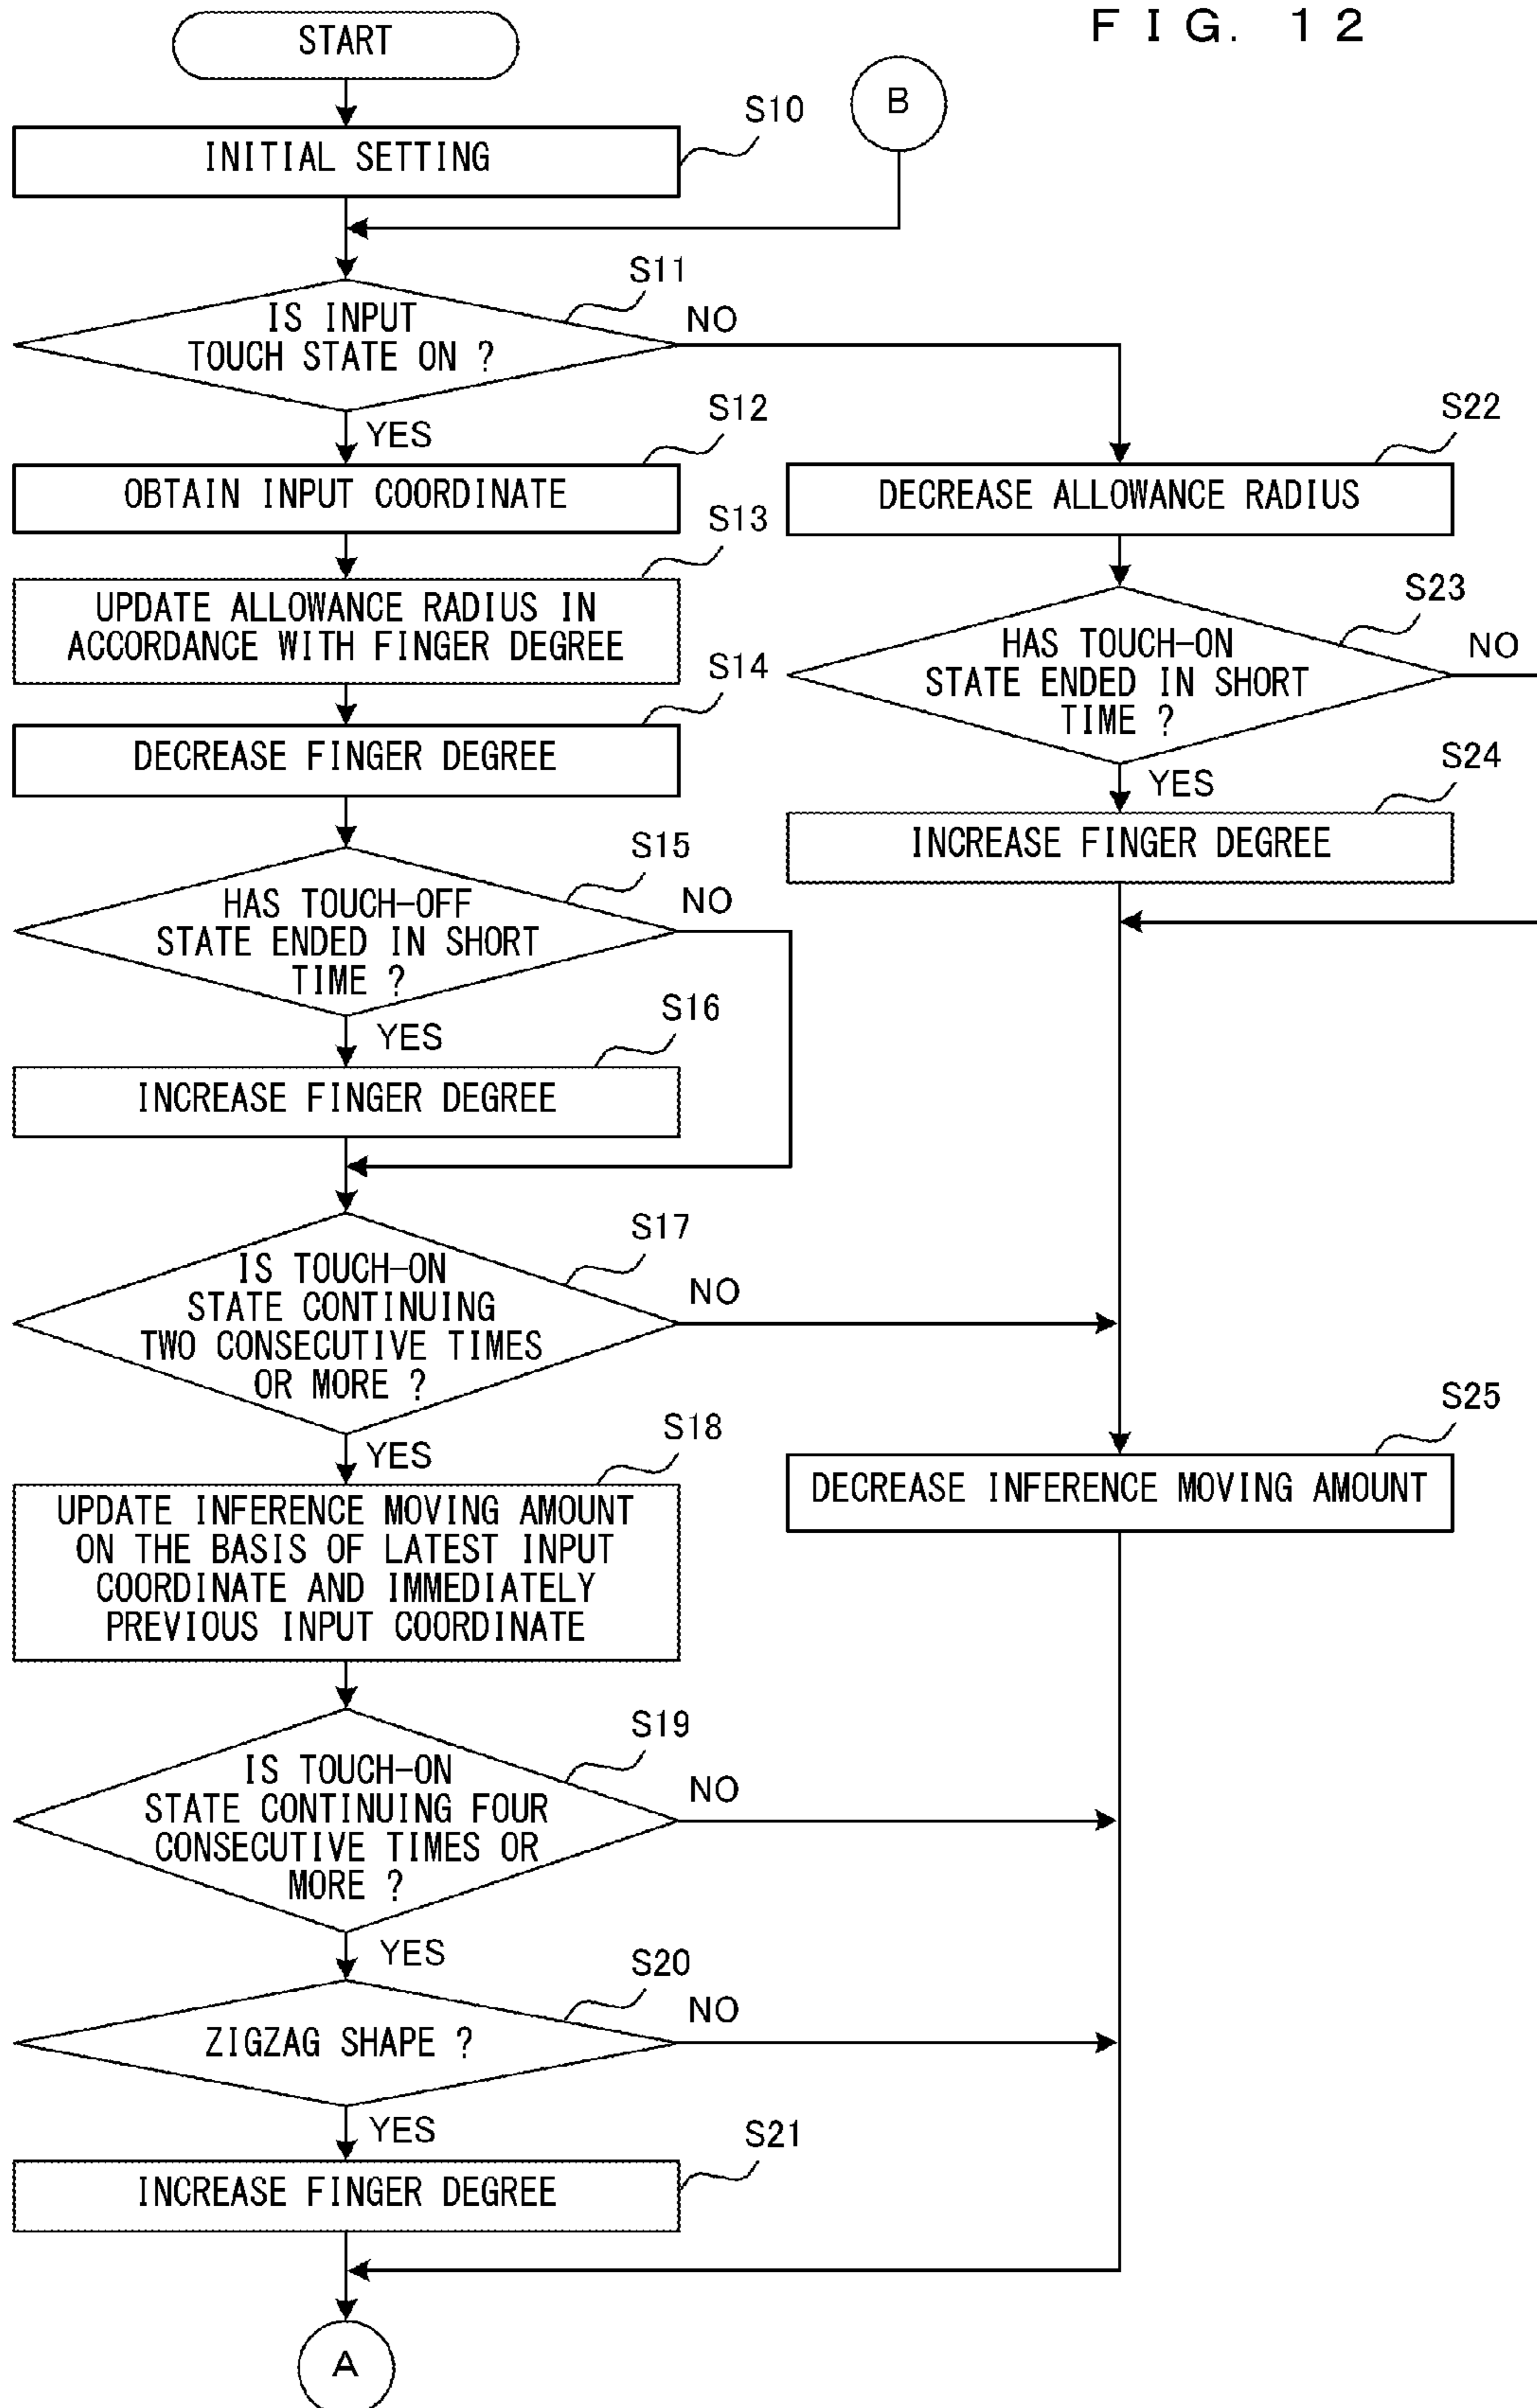 FIG. 12
START
B
S10
INITIAL SETTING
S11
IS INPUT
TOUCH STATE ON ?
NO
YES
S12
OBTAIN INPUT COORDINATE
S13
UPDATE ALLOWANCE RADIUS IN
ACCORDANCE WITH FINGER DEGREE
S14
DECREASE FINGER DEGREE
S15
HAS TOUCH-OFF
STATE ENDED IN SHORT
TIME ?
NO
YES
S16
INCREASE FINGER DEGREE
S17
IS TOUCH-ON
STATE CONTINUING
TWO CONSECUTIVE TIMES
OR MORE ?
NO
YES
S18
UPDATE INFERENCE MOVING AMOUNT
ON THE BASIS OF LATEST INPUT
COORDINATE AND IMMEDIATELY
PREVIOUS INPUT COORDINATE
S19
IS TOUCH-ON
STATE CONTINUING FOUR
CONSECUTIVE TIMES OR
MORE ?
NO
YES
S20
ZIGZAG SHAPE ?
NO
YES
S21
INCREASE FINGER DEGREE
A
S22
DECREASE ALLOWANCE RADIUS
S23
HAS TOUCH-ON
STATE ENDED IN SHORT
TIME ?
NO
YES
S24
INCREASE FINGER DEGREE
S25
DECREASE INFERENCE MOVING AMOUNT